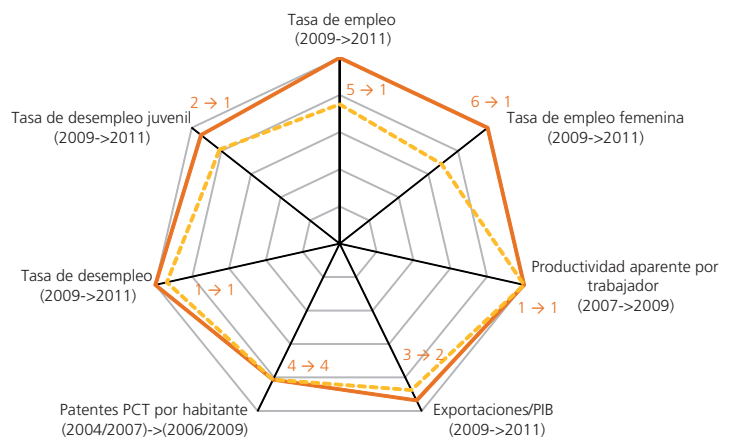 Tasa de empleo
(2009->2011)
5 → 1
6 → 1
Tasa de empleo femenina
(2009->2011)
2 → 1
Tasa de desempleo juvenil
(2009->2011)
Productividad aparente por
trabajador
(2007->2009)
1 → 1
Tasa de desempleo
(2009->2011)
1 → 1
3 → 2
4 → 4
Patentes PCT por habitante
(2004/2007)->(2006/2009)
Exportaciones/PIB
(2009->2011)